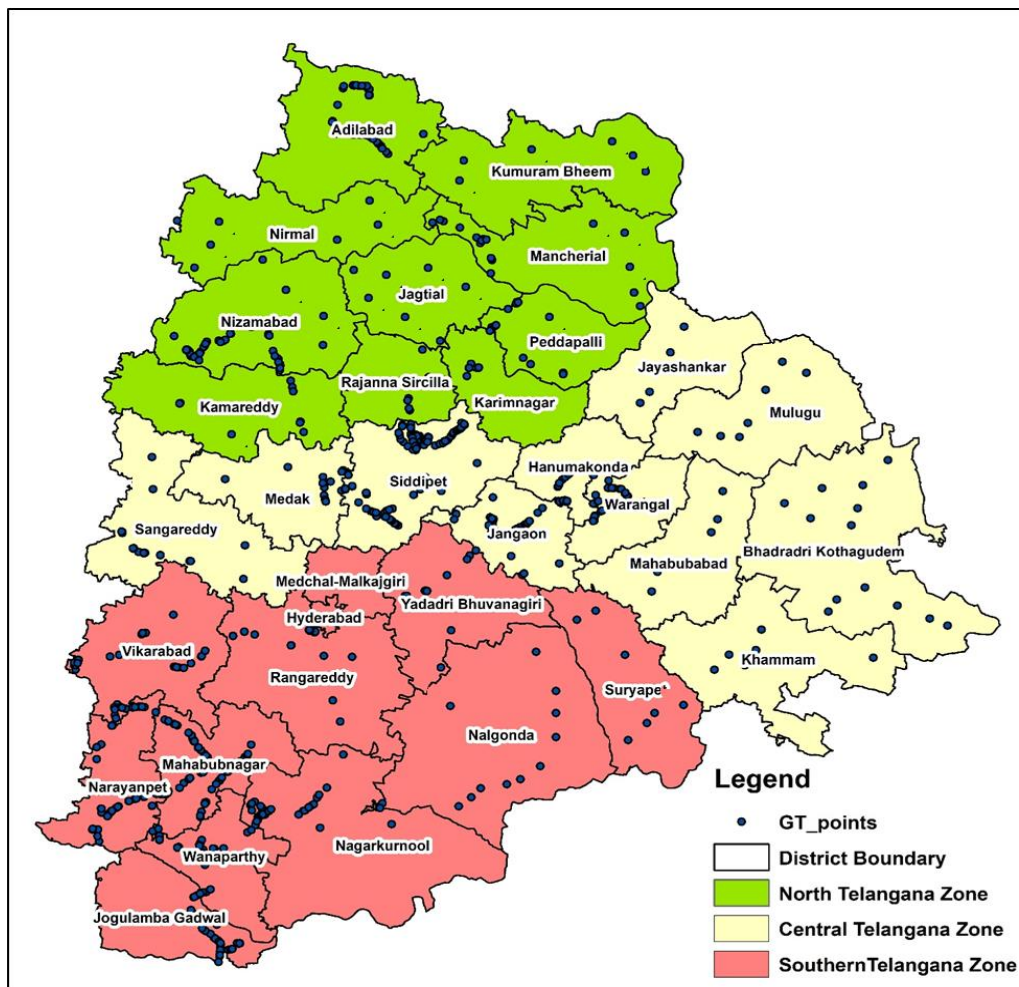 Adilabad
Kumuram Bheem
Nirmal
Mancherial
Jagtial
Nizamabad
Peddapalli
Jayashankar
Rajanna Sircilla
Kamareddy
Karimnagar
Mulugu
Hanumakonda
Siddipet
Medak
Warangal
Sangareddy
Jangaon
Bhadradri Kothagudem
Mahabubabad
Medchal-Malkajgiri
Yadadri Bhuvanagiri
Hyderabad
Vikarabad
Khammam
Rangareddy
Suryape
Nalgonda
Mahabubnagar
Narayanpet
Nagarkurnool
Wanaparthy
Jogulamba Gadwal
Legend
GT_points
District Boundary
North Telangana Zone
Central Telangana Zone
SouthernTelangana Zone